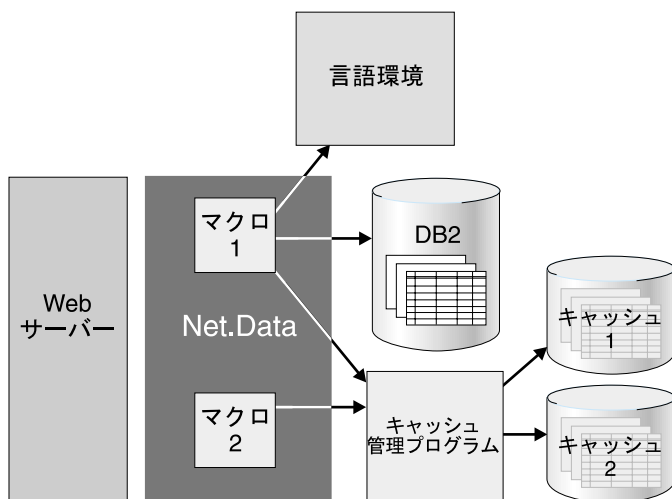 言語環境
マクロ
1
DB2
Web
サーバー
Net.Data
キャッシュ
1
マクロ
2
キャッシュ
管理プログラム
キャッシュ
2